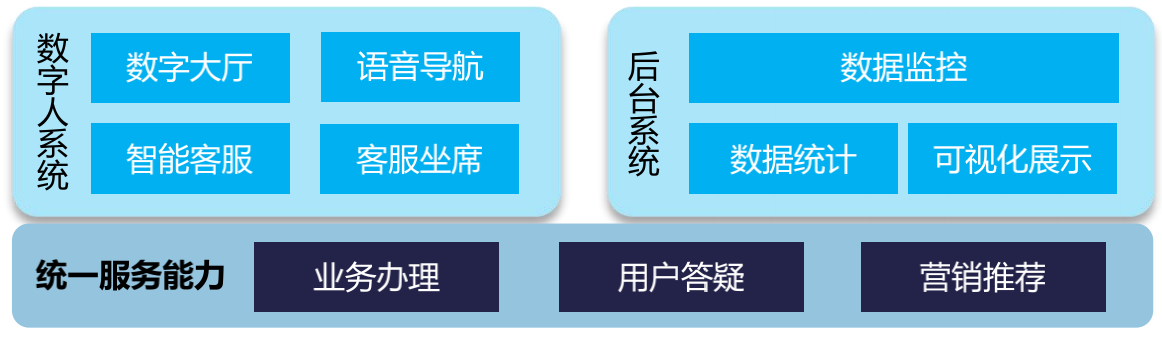 数字人系统
数字大厅
语音导航
智能客服
客服坐席
后台系统
数据监控
数据统计
可视化展示
统一服务能力
业务办理
用户答疑
营销推荐